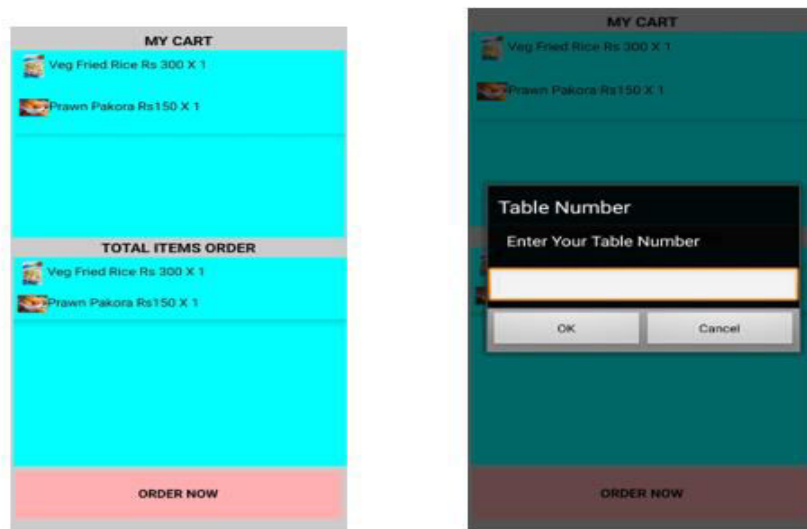 MY CART
Veg Fried Rice Rs 300 X 1
Prawn Pakora Rs150 X 1
TOTAL ITEMS ORDER
Veg Fried Rice Rs 300 X 1
Prawn Pakora Rs150 X 1
ORDER NOW
MY CART
Veg Fried Rice Rs 300 X 1
Prawn Pakora Rs150 X 1
Table Number
Enter Your Table Number
OK
Cancel
ORDER NOW